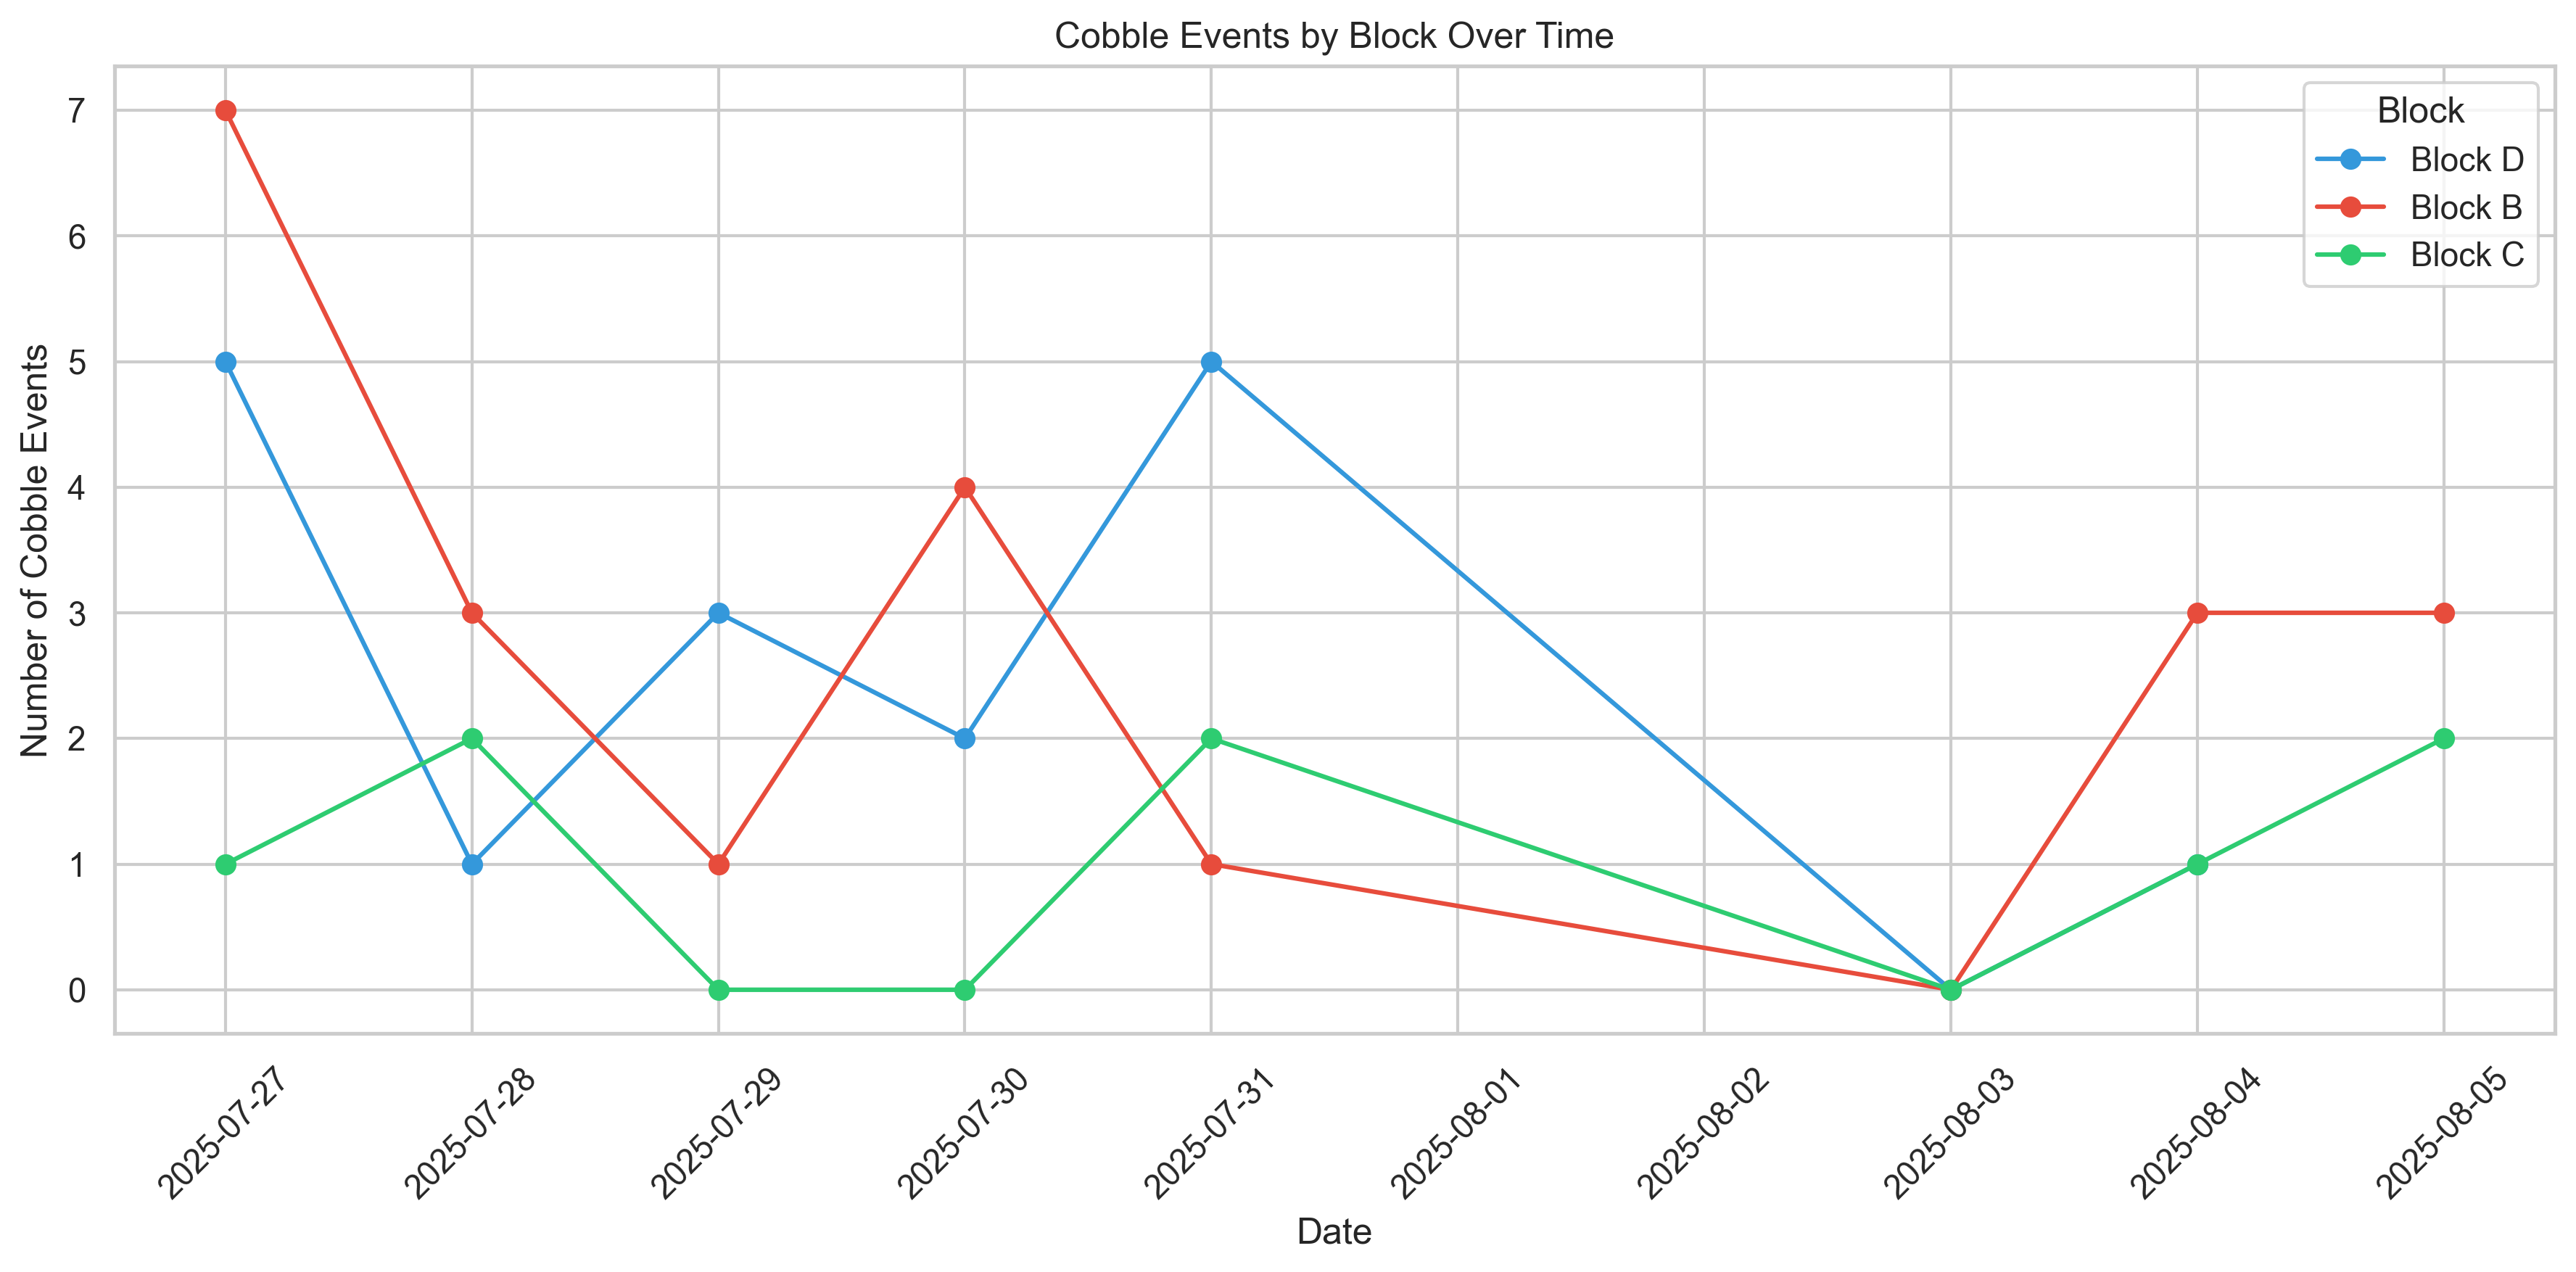 Cobble Events by Block Over Time
Number of Cobble Events
7
6
5
4
3
2
1
0
Block
Block D
Block B
Block C
2025-07-27
2025-07-28
2025-07-29
2025-07-30
2025-07-31
2025-08-01
2025-08-02
2025-08-03
2025-08-04
2025-08-05
Date